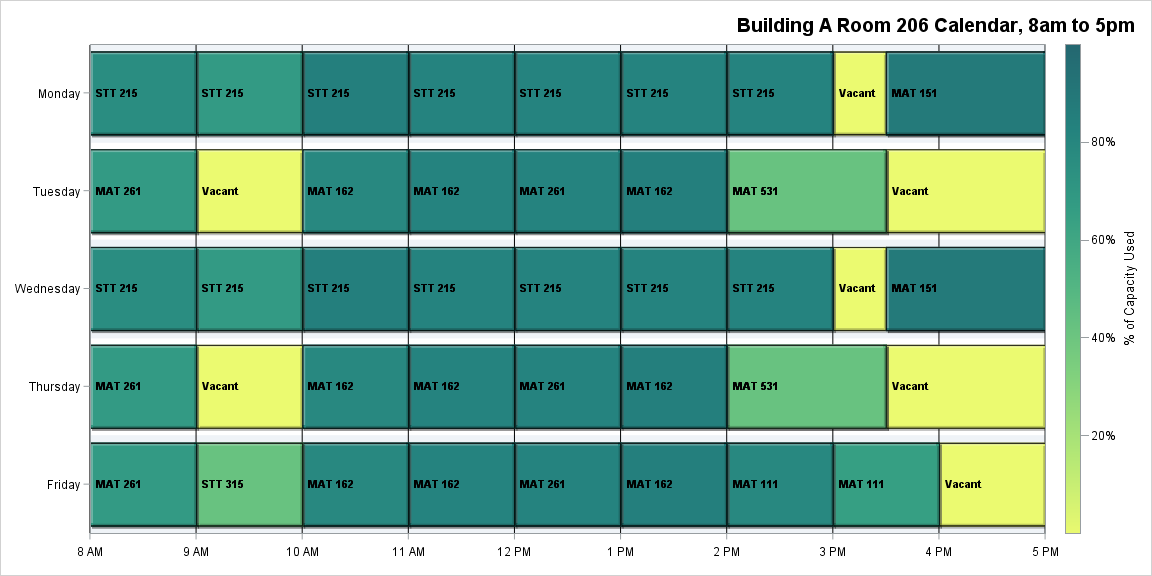 Building A Room 206 Calendar, 8am to 5pm
Monday STT 215 STT 215 STT 215 STT 215 STT 215 STT 215 STT 215 Vacant MAT 151
Tuesday MAT 261 Vacant MAT 162 MAT 162 MAT 261 MAT 162 MAT 531 Vacant
Wednesday STT 215 STT 215 STT 215 STT 215 STT 215 STT 215 STT 215 Vacant MAT 151
Thursday MAT 261 Vacant MAT 162 MAT 162 MAT 261 MAT 162 MAT 531 Vacant
Friday MAT 261 STT 315 MAT 162 MAT 162 MAT 261 MAT 162 MAT 111 MAT 111 Vacant
8 AM 9 AM 10 AM 11 AM 12 PM 1 PM 2 PM 3 PM 4 PM 5 PM
80%
60%
40%
20%
% of Capacity Used